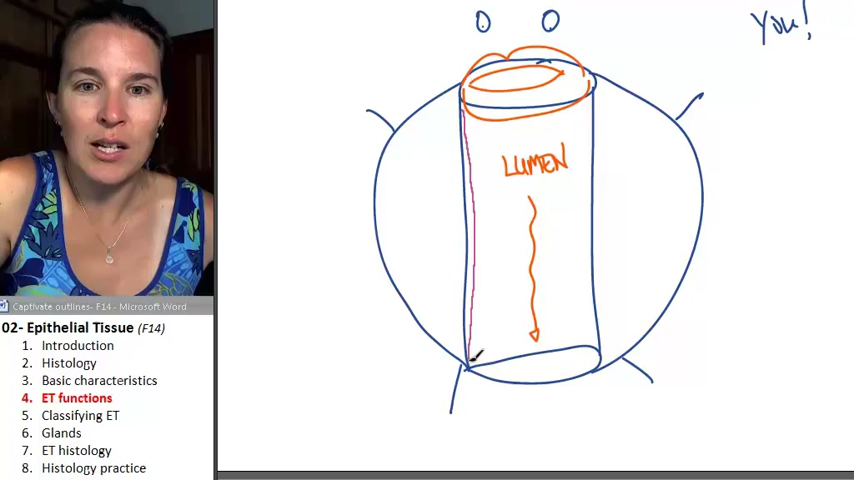 You!
LUMEN
Captivate outlines- F14 - Microsoft Word
02- Epithelial Tissue (F14)
1. Introduction
2. Histology
3. Basic characteristics
4. ET functions
5. Classifying ET
6. Glands
7. ET histology
8. Histology practice